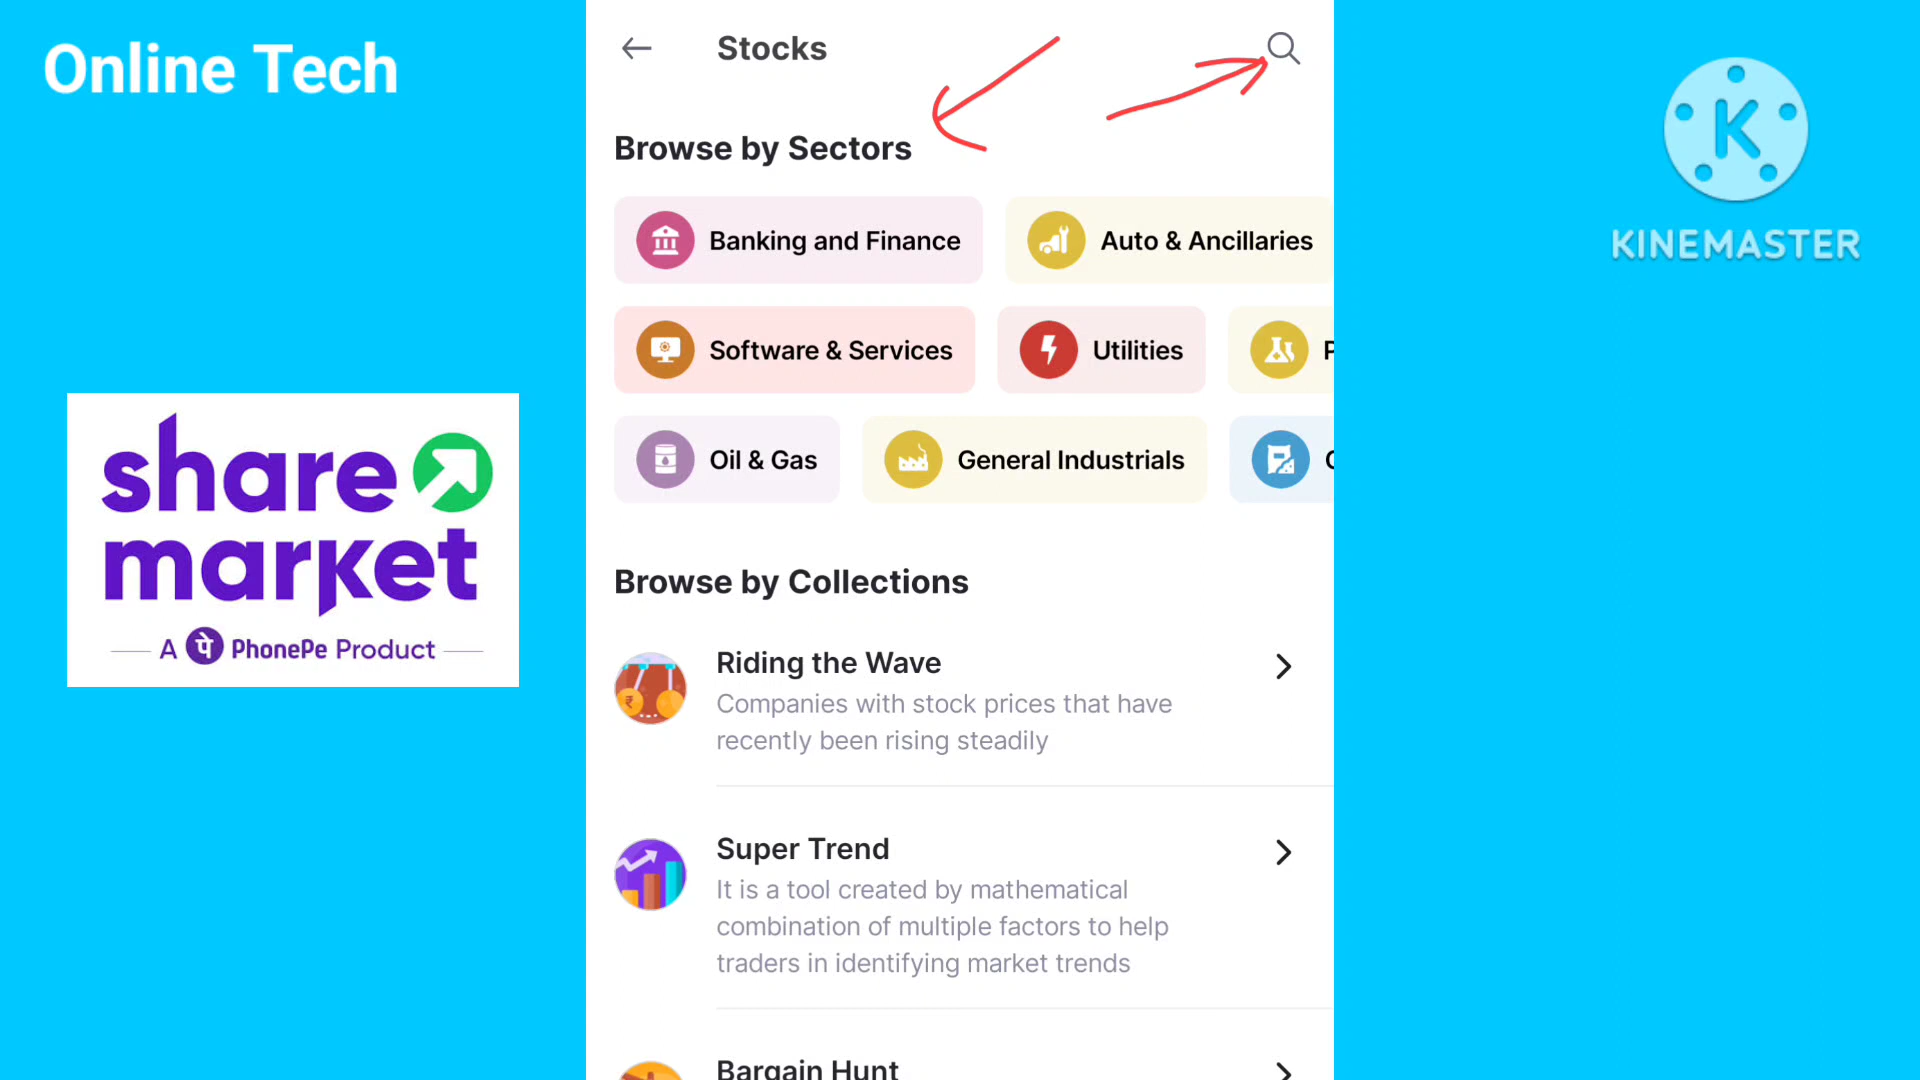 Online Tech
Stocks
KINEMASTER
Browse by Sectors
Banking and Finance
Auto & Ancillaries
Software & Services
Utilities
Oil & Gas
General Industrials
share
market
A पे PhonePe Product
Browse by Collections
Riding the Wave
Companies with stock prices that have
recently been rising steadily
Super Trend
It is a tool created by mathematical
combination of multiple factors to help
traders in identifying market trends
Bargain Hunt